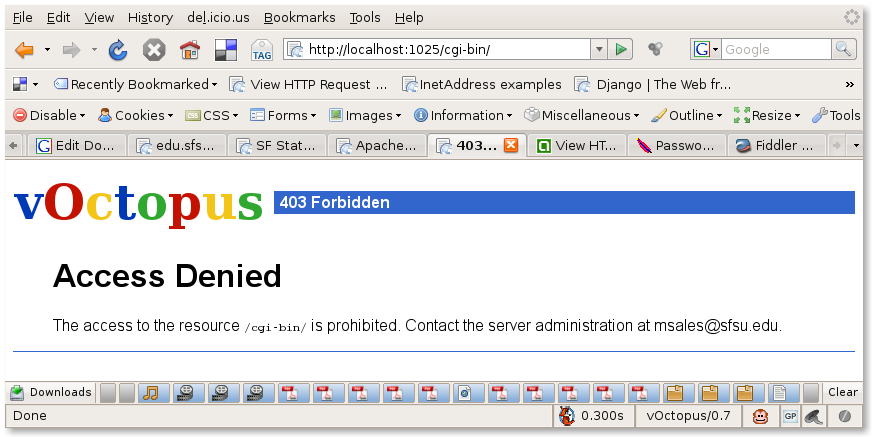 File Edit View History del.icio.us Bookmarks Tools Help
TAG http://localhost:1025/cgi-bin/ G Google
Recently Bookmarked View HTTP Request ... InetAddress examples Django | The Web fr... »
Disable Cookies CSS Forms Images Information Miscellaneous Outline Resize Tools
G Edit Do... edu.sfs... SF Stat... Apache... 403... View HT... Passwo... Fiddler ...
vOctopus 403 Forbidden
Access Denied
The access to the resource /cgi-bin/ is prohibited. Contact the server administration at msales@sfsu.edu.
Downloads Clear
Done 0.300s vOctopus/0.7 GP